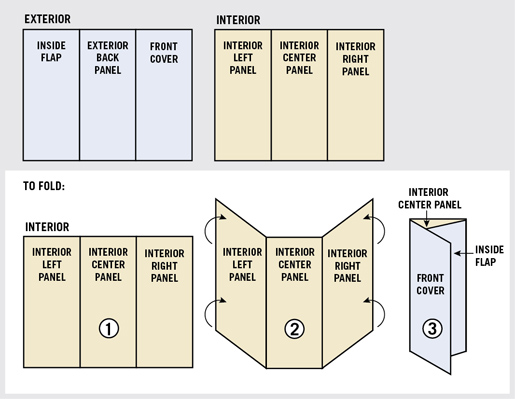 EXTERIOR
INSIDE
FLAP
EXTERIOR
BACK
PANEL
FRONT
COVER
INTERIOR
INTERIOR
LEFT
PANEL
INTERIOR
CENTER
PANEL
INTERIOR
RIGHT
PANEL
TO FOLD:
INTERIOR
INTERIOR
LEFT
PANEL
INTERIOR
CENTER
PANEL
INTERIOR
RIGHT
PANEL
1
INTERIOR
LEFT
PANEL
INTERIOR
CENTER
PANEL
INTERIOR
RIGHT
PANEL
2
INTERIOR
CENTER PANEL
INSIDE
FLAP
FRONT
COVER
3